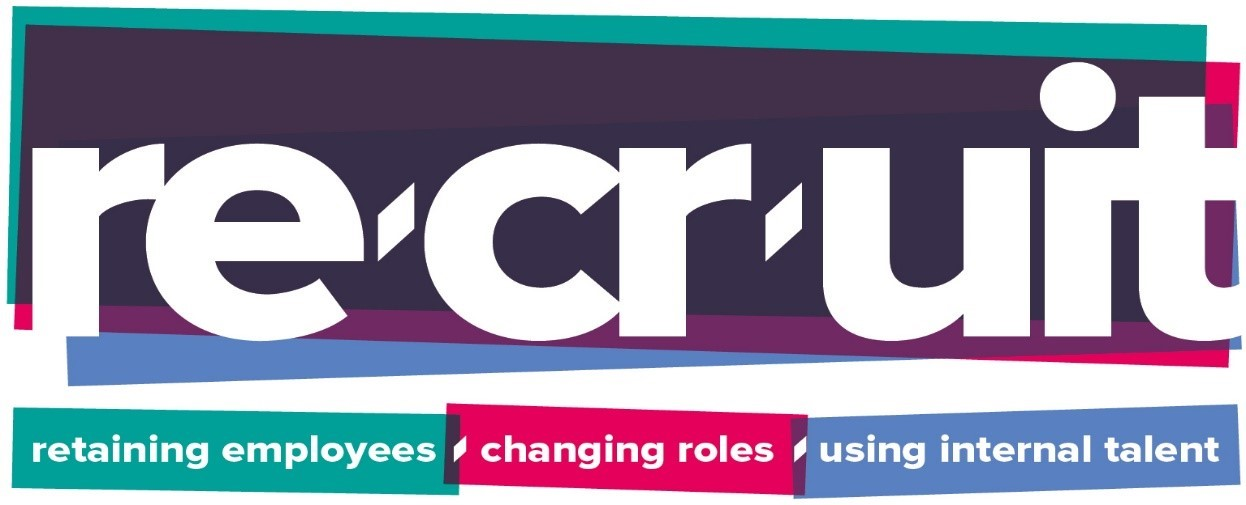 re/cr/uit
retaining employees / changing roles / using internal talent